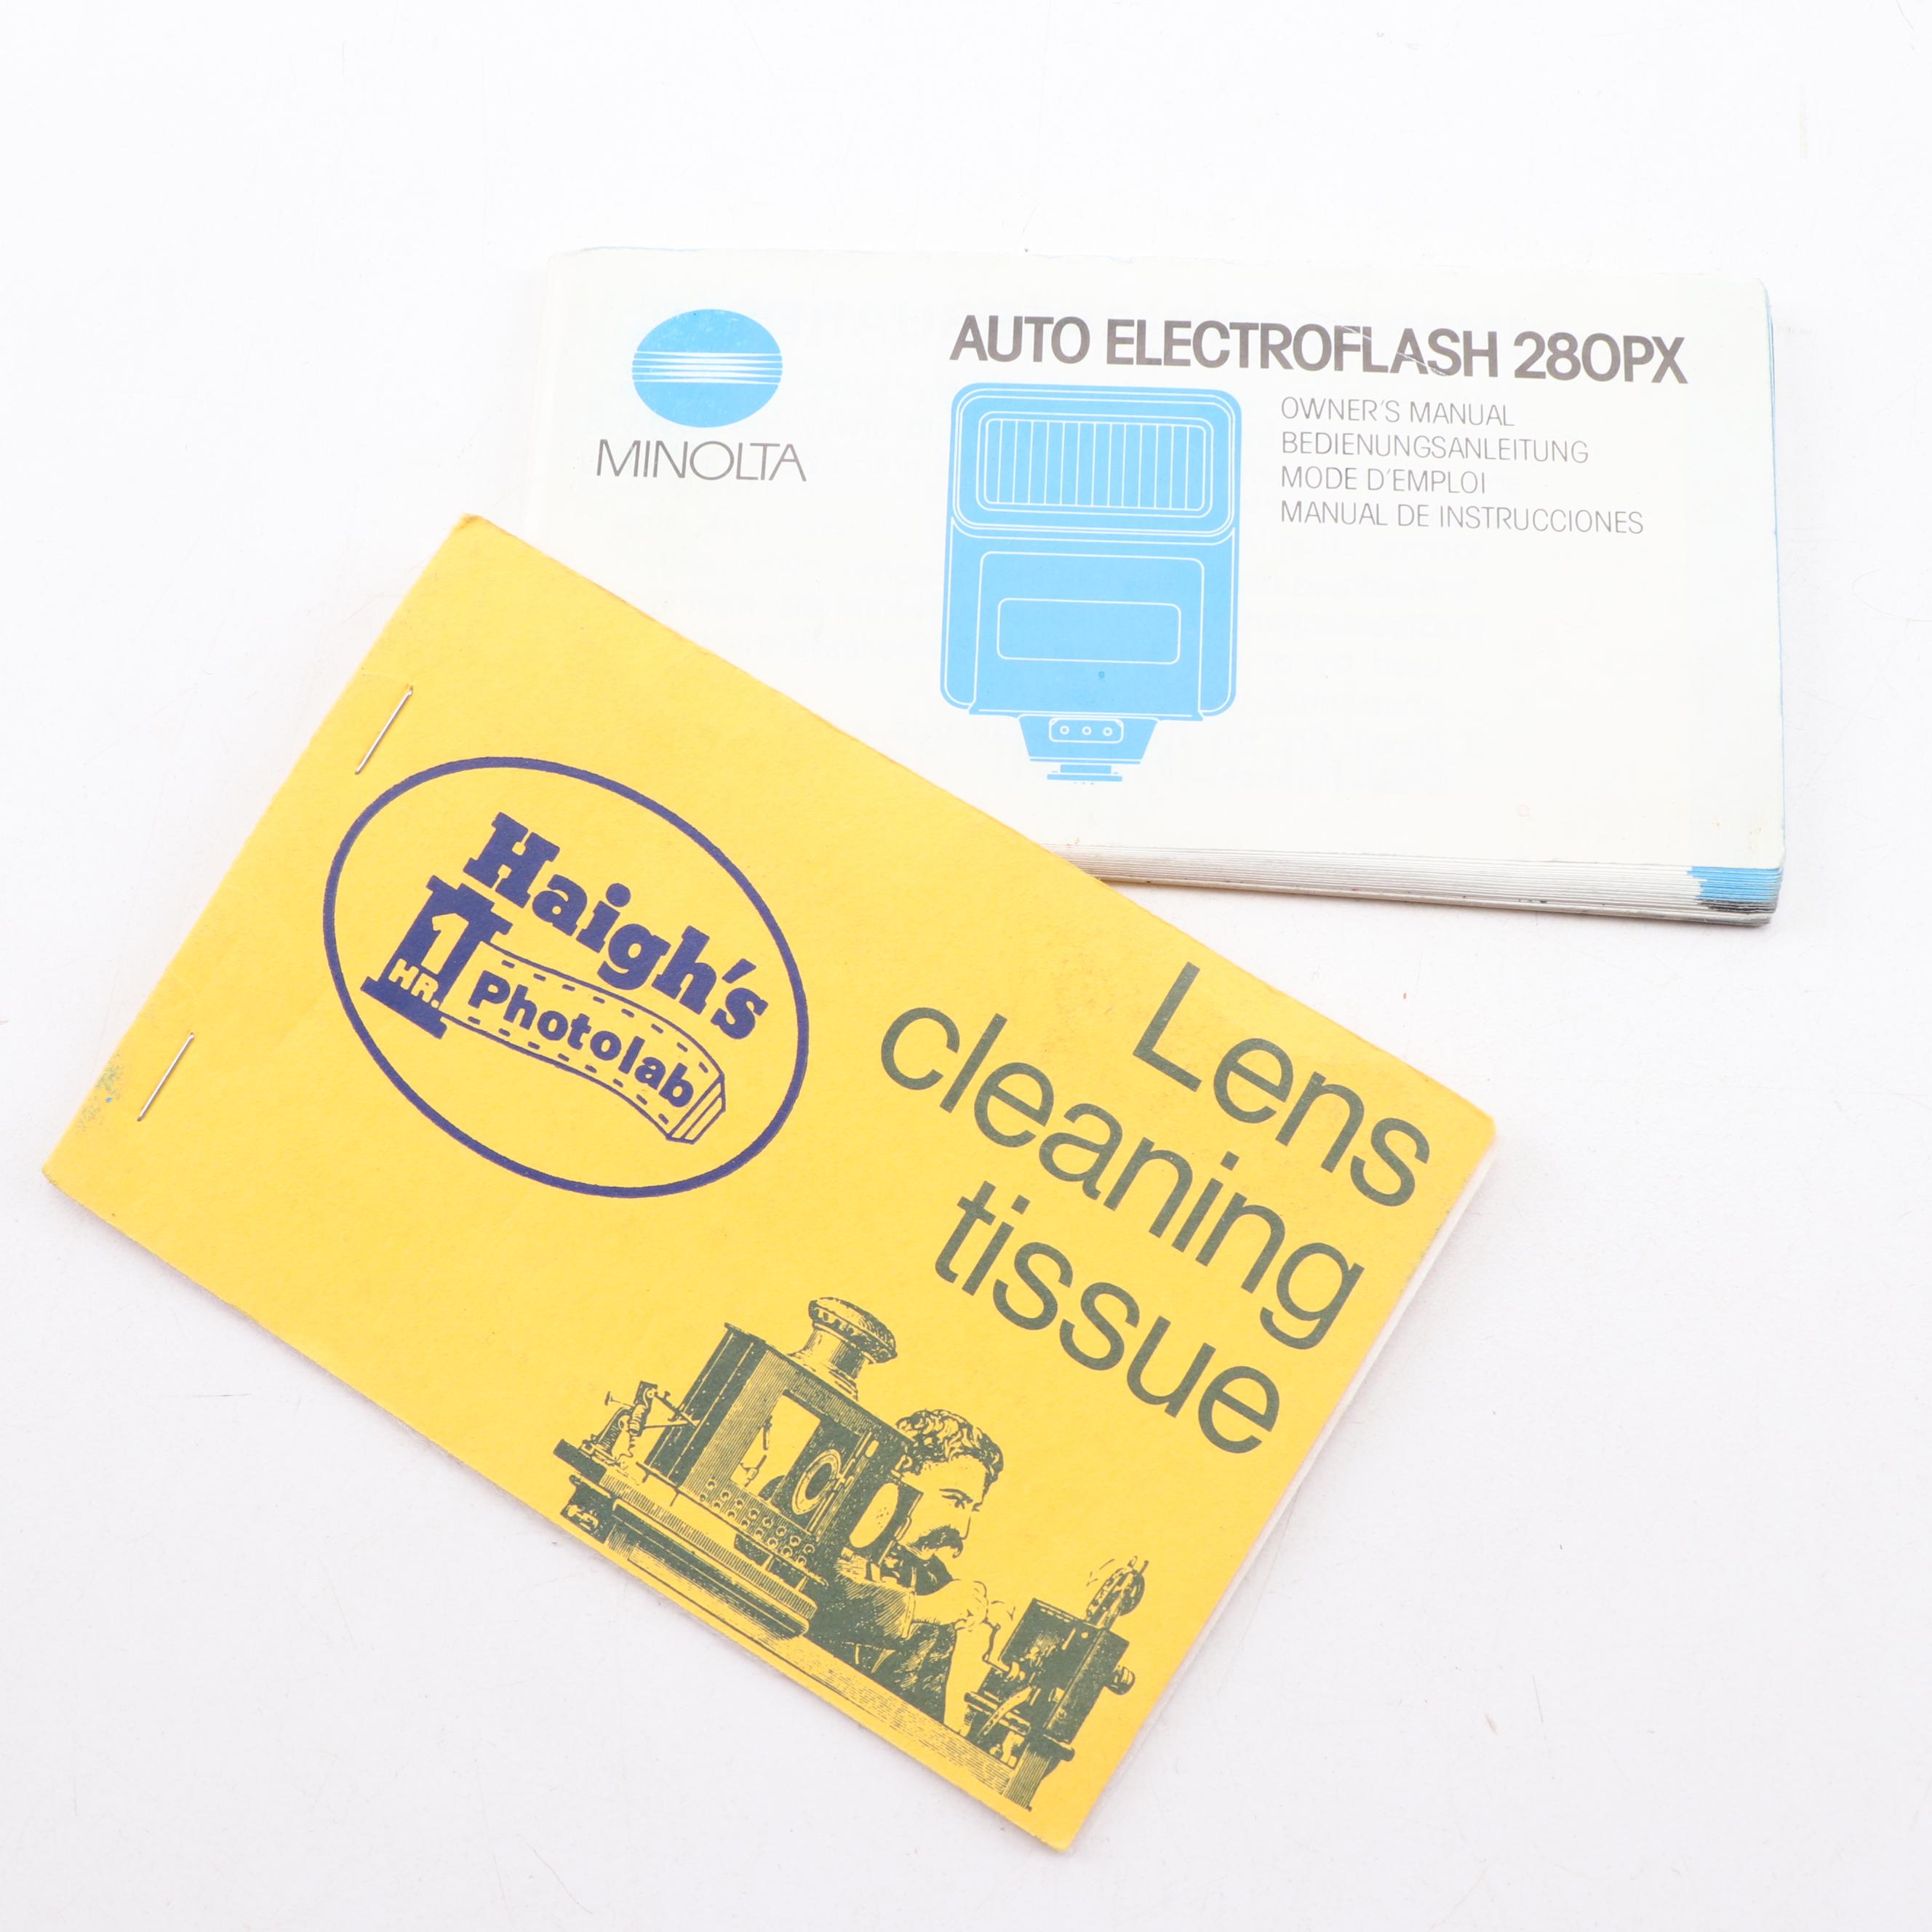 MINOLTA
AUTO ELECTROFLASH 280PX
OWNER'S MANUAL
BEDIENUNGSANLEITUNG
MODE D'EMPLOI
MANUAL DE INSTRUCCIONES
Haigh's
1 HR.
Photolab
Lens
cleaning
tissue